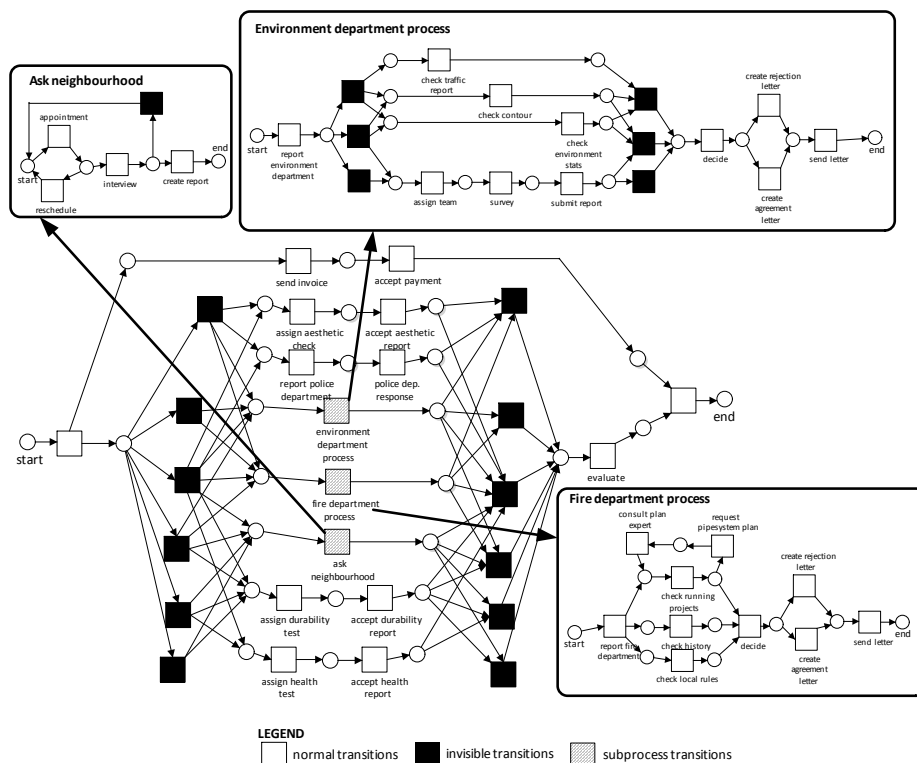 Environment department process
check traffic
report
check contour
check
environment
stats
start
report
environment
department
assign team
survey
submit report
decide
create rejection
letter
create
agreement
letter
send letter
end
Ask neighbourhood
appointment
start
reschedule
interview
create report
end
send invoice
accept payment
assign aesthetic
check
accept aesthetic
report
report police
department
police dep.
response
environment
department
process
fire department
process
ask
neighbourhood
assign durability
test
accept durability
report
assign health
test
accept health
report
start
evaluate
end
Fire department process
consult plan
expert
request
pipesystem plan
check running
projects
start
report fire
department
check history
check local rules
decide
create rejection
letter
create
agreement
letter
send letter
end
LEGEND
normal transitions
invisible transitions
subprocess transitions